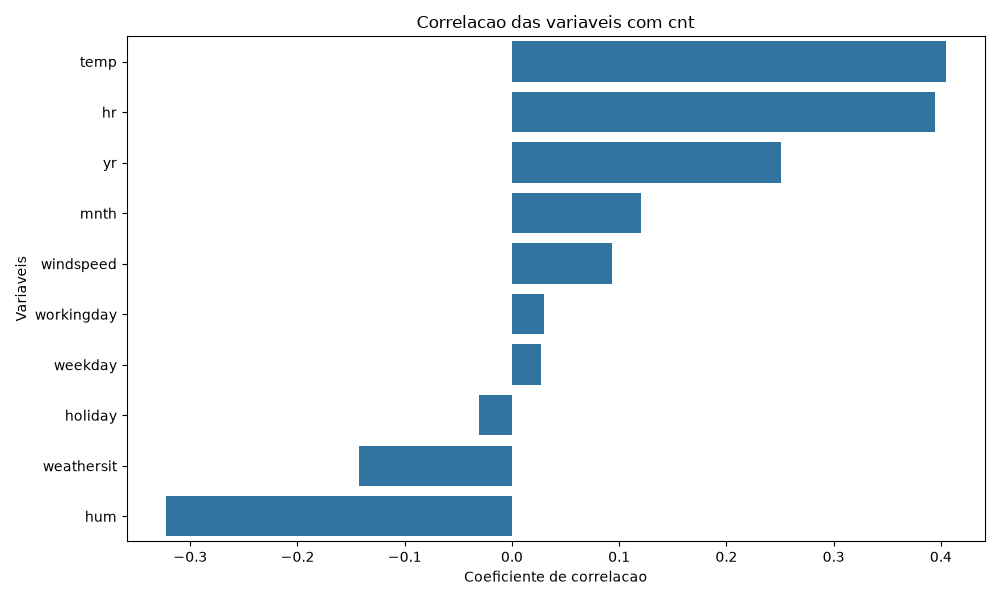 Correlacao das variaveis com cnt
temp
hr
yr
mnth
windspeed
workingday
weekday
holiday
weathersit
hum
Variaveis
−0.3
−0.2
−0.1
0.0
0.1
0.2
0.3
0.4
Coeficiente de correlacao